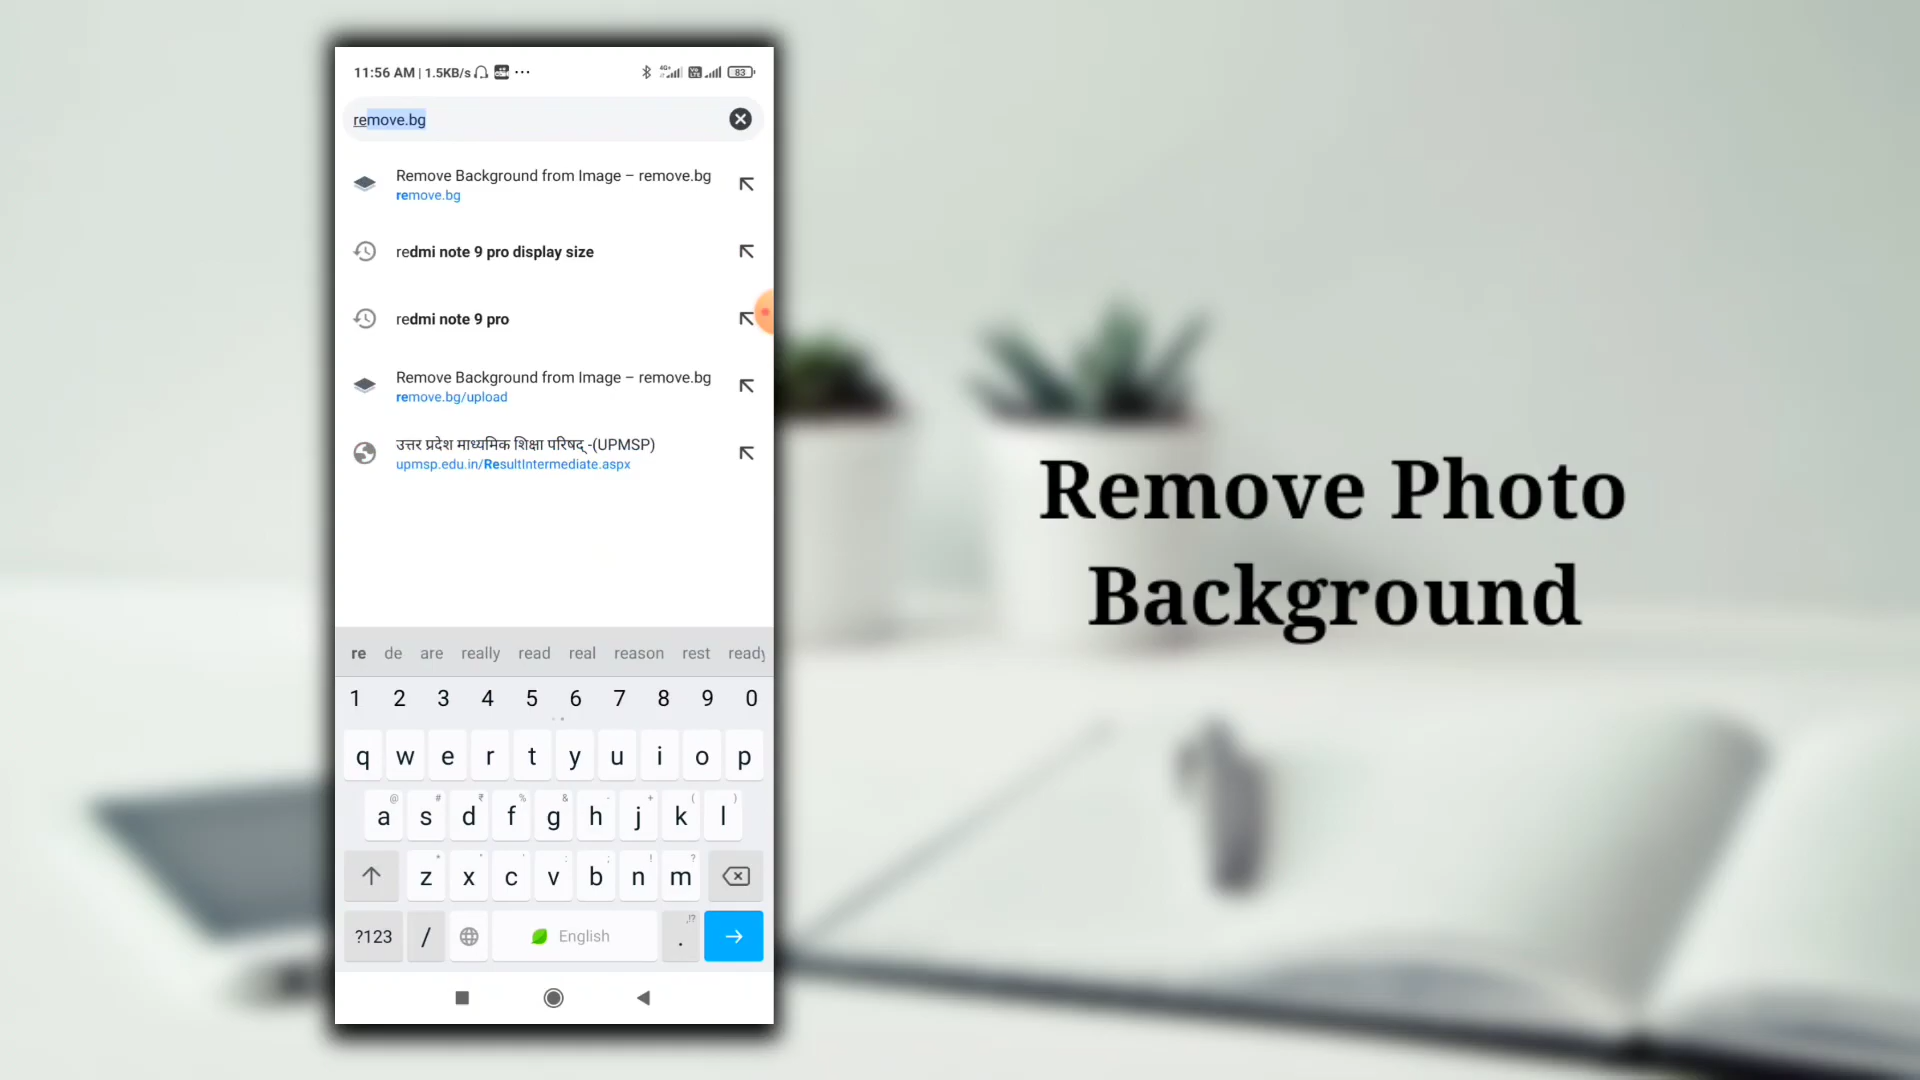 11:56 AM | 1.5KB/s
83
remove.bg
Remove Background from Image – remove.bg
remove.bg
redmi note 9 pro display size
redmi note 9 pro
Remove Background from Image – remove.bg
remove.bg/upload
उत्तर प्रदेश माध्यमिक शिक्षा परिषद् -(UPMSP)
upmsp.edu.in/ResultIntermediate.aspx
Remove Photo
Background
re de are really read real reason rest ready
1 2 3 4 5 6 7 8 9 0
q w e r t y u i o p
@ # ₹ % & - + ( )
a s d f g h j k l
z x c v b n m
?123 / English .